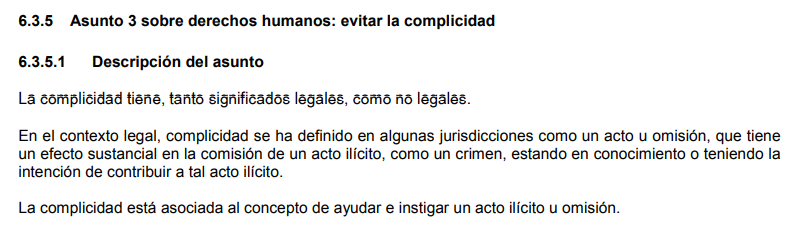 6.3.5 Asunto 3 sobre derechos humanos: evitar la complicidad
6.3.5.1 Descripción del asunto
La complicidad tiene, tanto significados legales, como no legales.
En el contexto legal, complicidad se ha definido en algunas jurisdicciones como un acto u omisión, que tiene
un efecto sustancial en la comisión de un acto ilícito, como un crimen, estando en conocimiento o teniendo la
intención de contribuir a tal acto ilícito.
La complicidad está asociada al concepto de ayudar e instigar un acto ilícito u omisión.